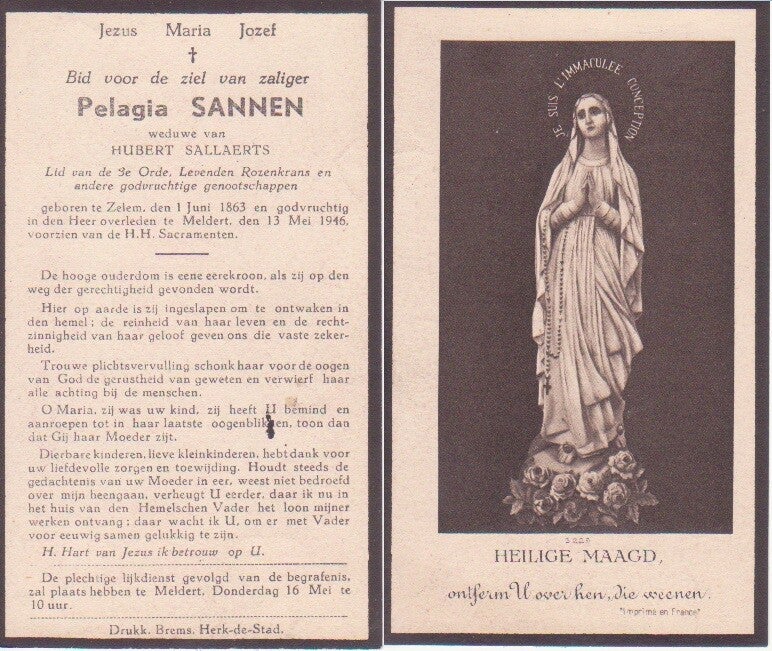 Jezus Maria Jozef
Bid voor de ziel van zaliger
Pelagia SANNEN
weduwe van
HUBERT SALLAERTS
Lid van de 3e Orde, Levenden Rozenkrans en
andere godvruchtige genootschappen
geboren te Zelem, den 1 Juni 1863 en godvruchtig
in den Heer overleden te Meldert, den 13 Mei 1946,
voorzien van de H.H. Sacramenten.
De hooge ouderdom is eene eerekroon, als zij op den
weg der gerechtigheid gevonden wordt.
Hier op aarde is zij ingeslapen om te ontwaken in
den hemel; de reinheid van haar leven en de recht-
zinnigheid van haar geloof geven ons die vaste zeker-
heid.
Trouwe plichtsvervulling schonk haar voor de oogen
van God de gerustheid van geweten en verwierf haar
alle achting bij de menschen.
O Maria, zij was uw kind, zij heeft U bemind en
aanroepen tot in haar laatste oogenblikken, toon dan
dat Gij haar Moeder zijt.
Dierbare kinderen, lieve kleinkinderen, hebt dank voor
uw liefdevolle zorgen en toewijding. Houdt steeds de
gedachtenis van uw Moeder in eer, weest niet bedroefd
over mijn heengaan, verheugt U eerder, daar ik nu in
het huis van den Hemelschen Vader het loon mijner
werken ontvang; daar wacht ik U, om er met Vader
voor eeuwig samen gelukkig te zijn.
H. Hart van Jezus ik betrouw op U.
De plechtige lijkdienst gevolgd van de begrafenis,
zal plaats hebben te Meldert, Donderdag 16 Mei te
10 uur.
Drukk. Brems, Herk-de-Stad.
JE SUIS L'IMMACULEE CONCEPTION
HEILIGE MAAGD,
ontferm U over hen, die weenen.
"Imprimé en France"